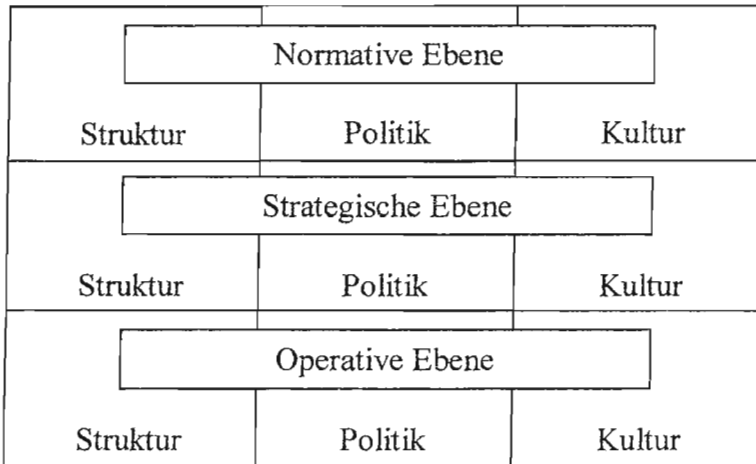 Normative Ebene
Struktur Politik Kultur
Strategische Ebene
Struktur Politik Kultur
Operative Ebene
Struktur Politik Kultur